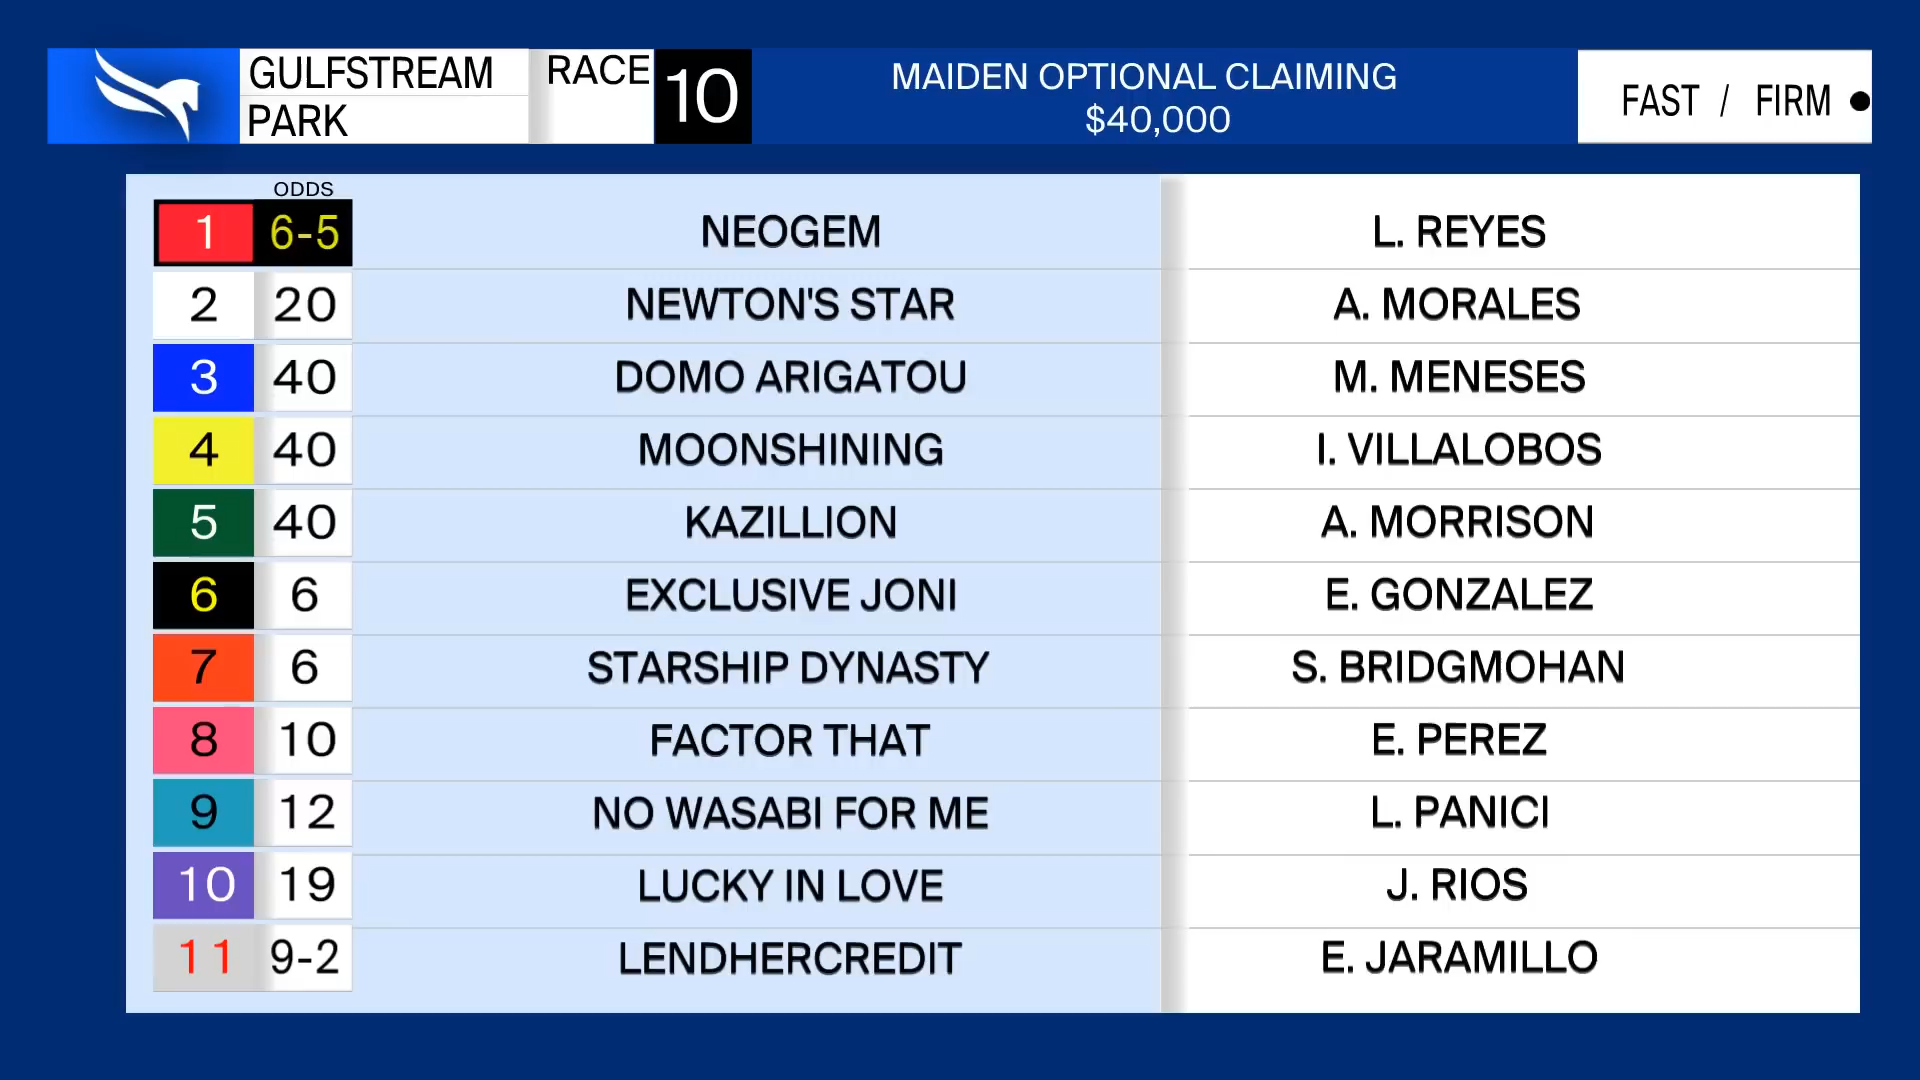 GULFSTREAM
PARK
RACE
10
MAIDEN OPTIONAL CLAIMING
$40,000
FAST / FIRM
ODDS
1 6-5 NEOGEM L. REYES
2 20 NEWTON'S STAR A. MORALES
3 40 DOMO ARIGATOU M. MENESES
4 40 MOONSHINING I. VILLALOBOS
5 40 KAZILLION A. MORRISON
6 6 EXCLUSIVE JONI E. GONZALEZ
7 6 STARSHIP DYNASTY S. BRIDGMOHAN
8 10 FACTOR THAT E. PEREZ
9 12 NO WASABI FOR ME L. PANICI
10 19 LUCKY IN LOVE J. RIOS
11 9-2 LENDHERCREDIT E. JARAMILLO